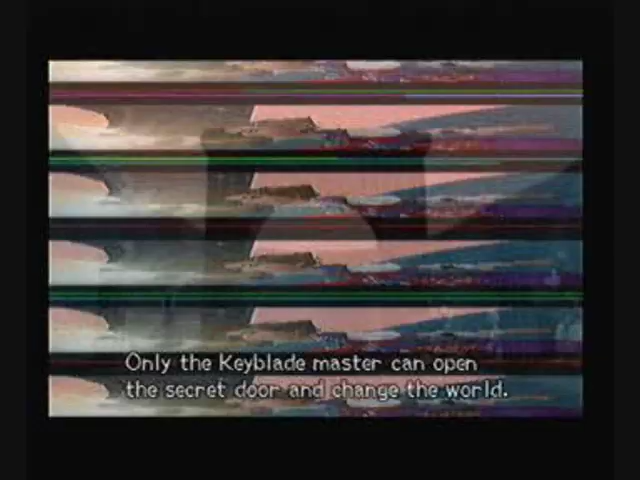 Only the Keyblade master can open
the secret door and change the world.